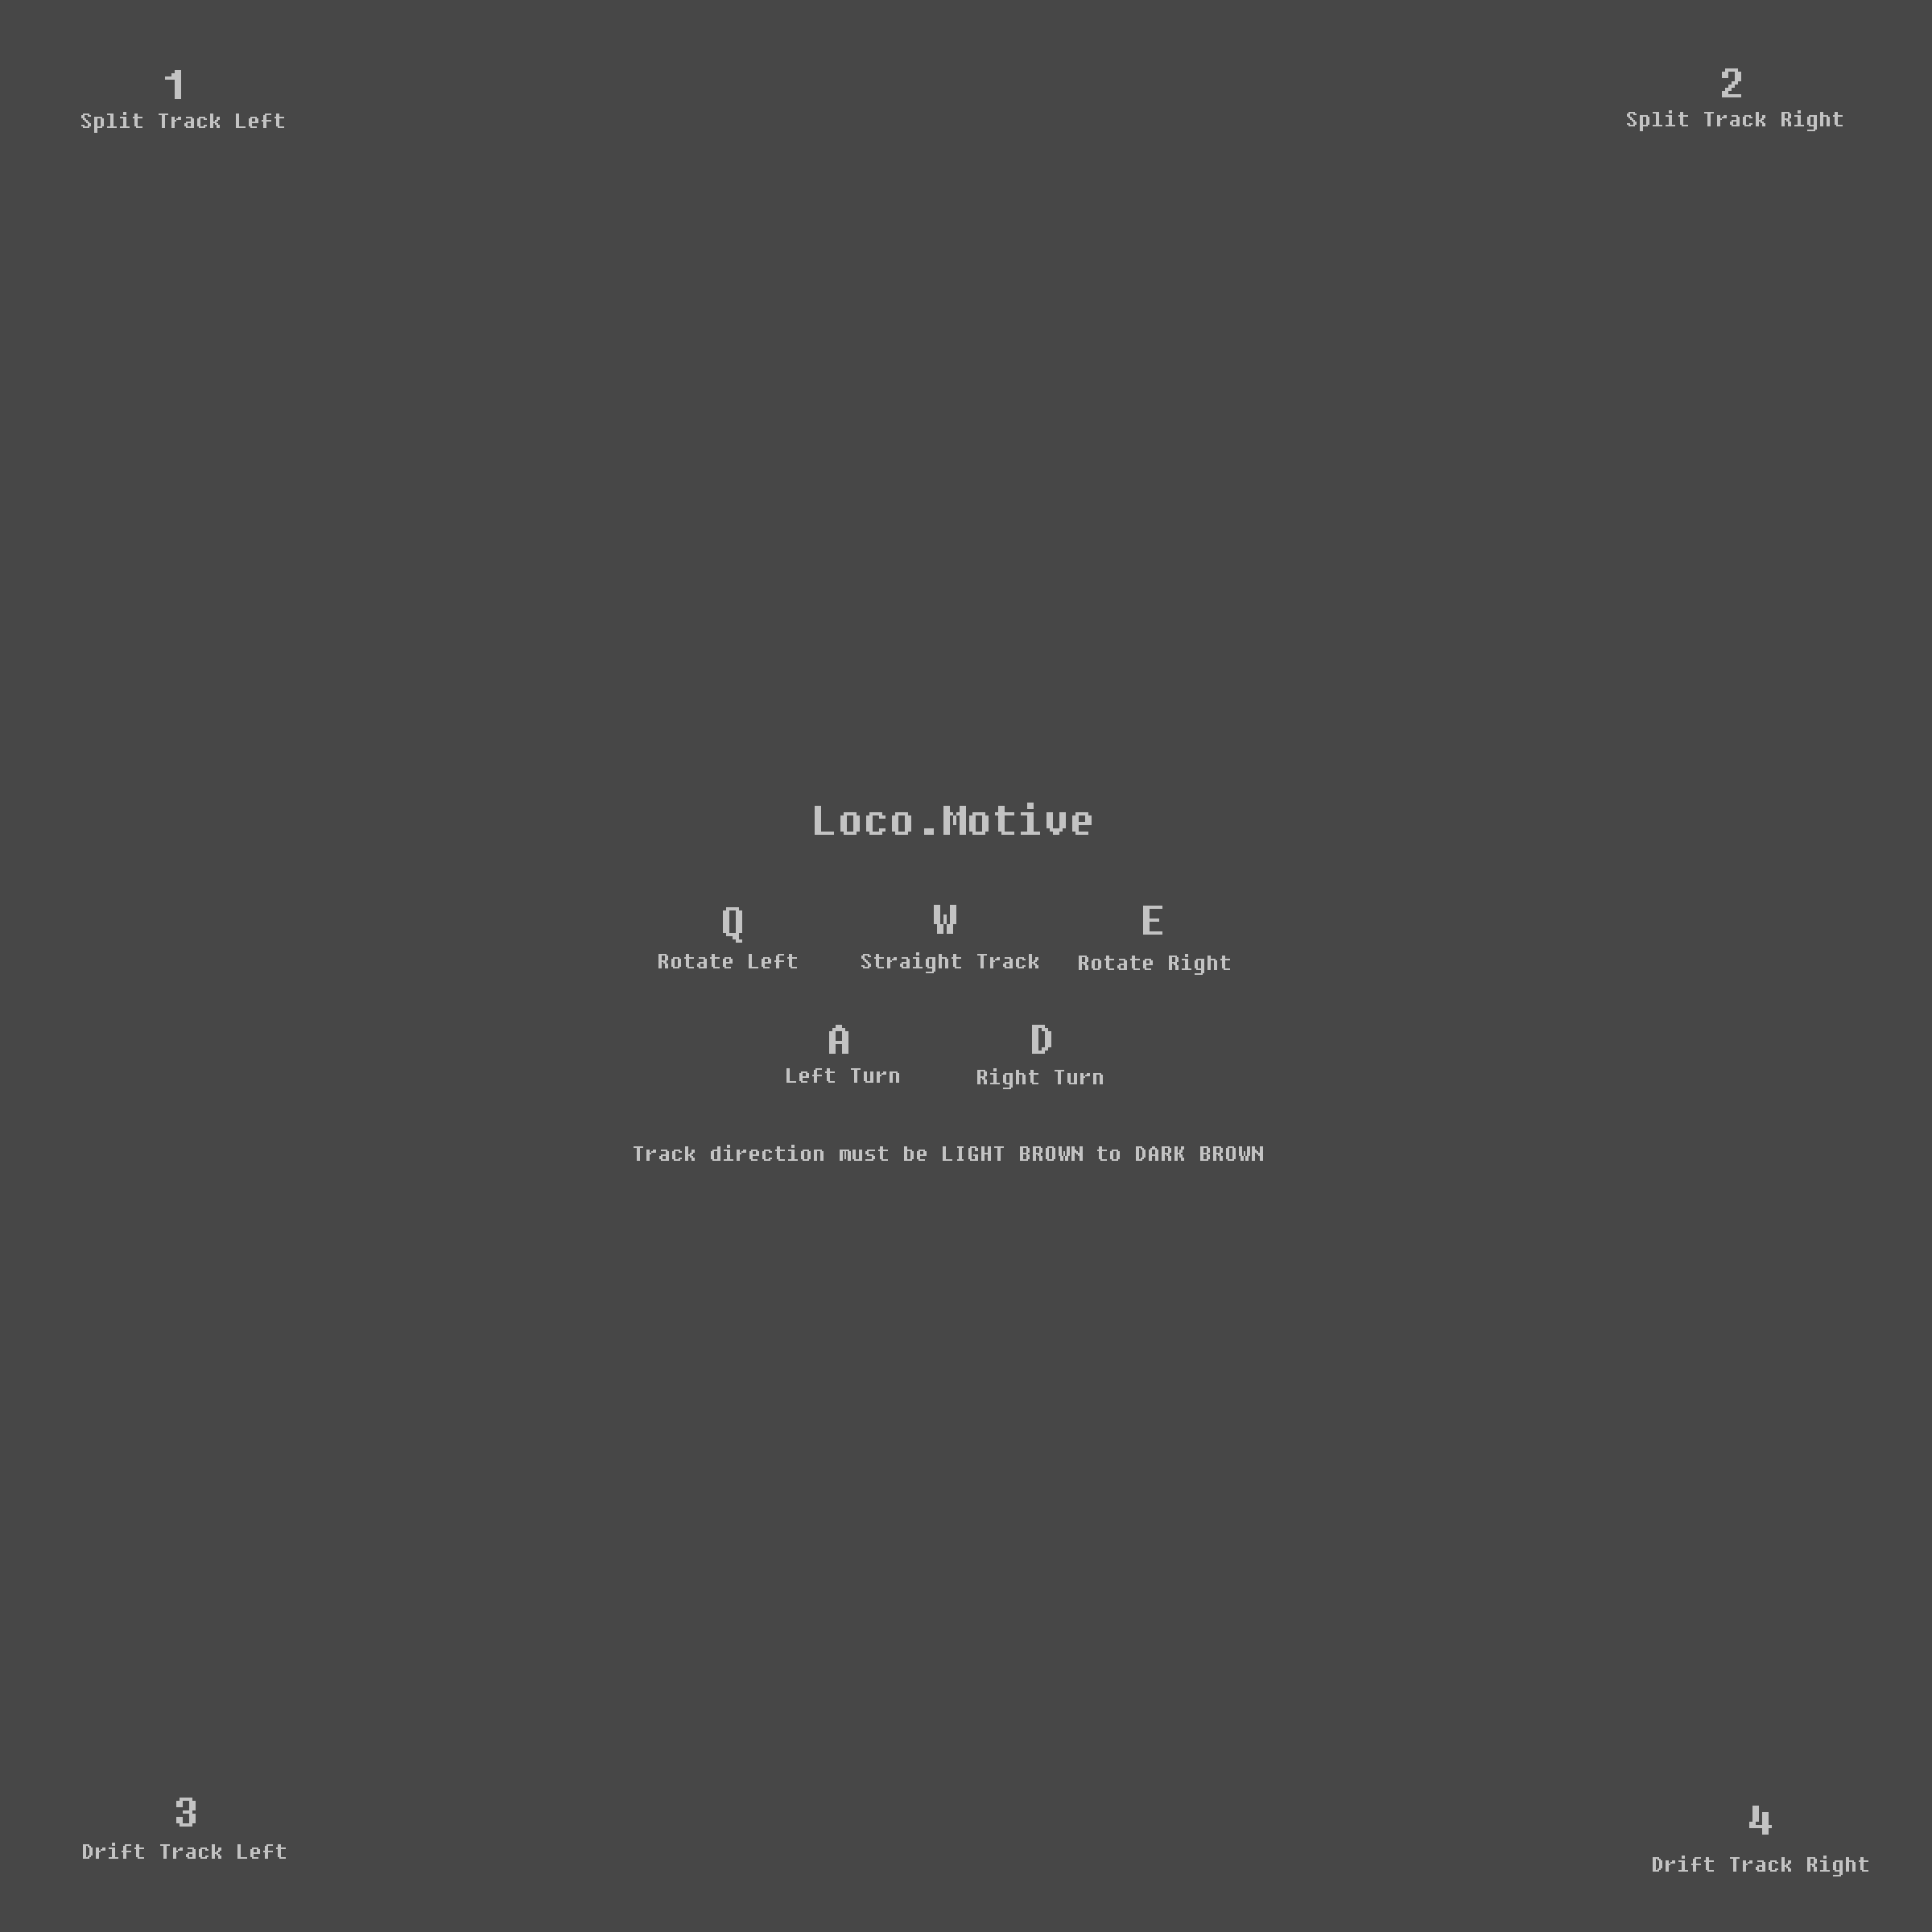 1
Split Track Left
2
Split Track Right
Loco.Motive
Q
Rotate Left
W
Straight Track
E
Rotate Right
A
Left Turn
D
Right Turn
Track direction must be LIGHT BROWN to DARK BROWN
3
Drift Track Left
4
Drift Track Right